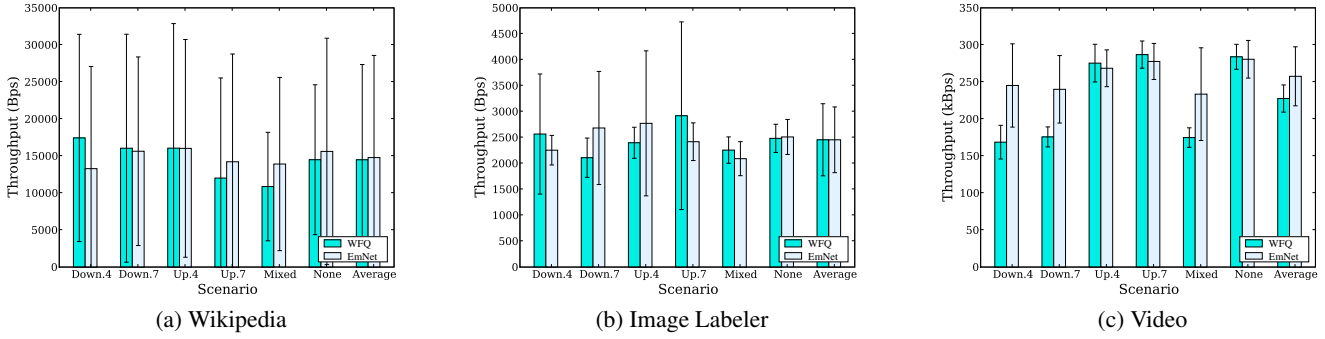 35000
30000
25000
20000
15000
10000
5000
0
Throughput (Bps)
Down.4 Down.7 Up.4 Up.7 Mixed None Average
Scenario
WFQ
EmNet
(a) Wikipedia
5000
4500
4000
3500
3000
2500
2000
1500
1000
500
0
Throughput (Bps)
Down.4 Down.7 Up.4 Up.7 Mixed None Average
Scenario
WFQ
EmNet
(b) Image Labeler
350
300
250
200
150
100
50
0
Throughput (kBps)
Down.4 Down.7 Up.4 Up.7 Mixed None Average
Scenario
WFQ
EmNet
(c) Video